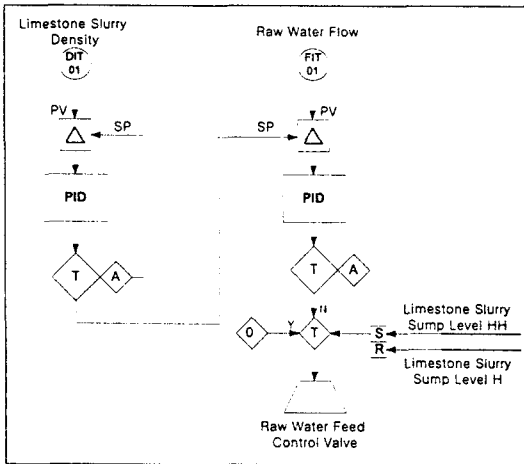 Limestone Slurry
Density
DIT
01
PV
SP
PID
T
A
Raw Water Flow
FIT
01
PV
SP
PID
T
A
N
0
Y
T
S
R
Limestone Slurry
Sump Level HH
Limestone Slurry
Sump Level H
Raw Water Feed
Control Valve